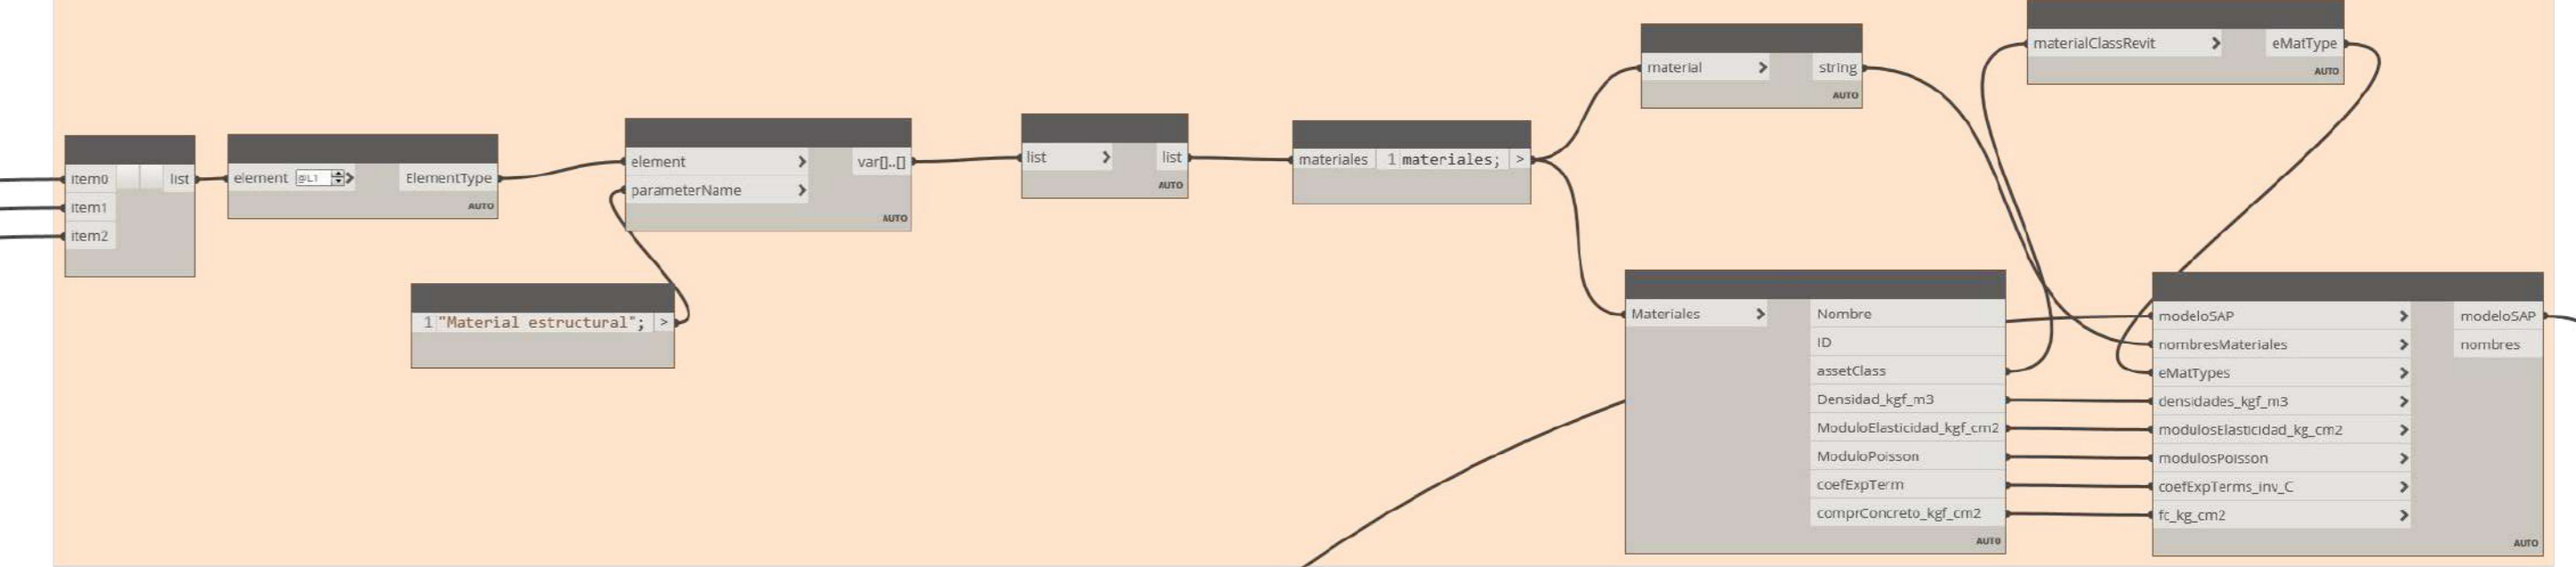 item0 list
item1
item2
element @L1 ElementType
AUTO
1 "Material estructural"; >
element var[]..[]
parameterName
AUTO
list list
AUTO
materiales 1 materiales; >
material string
AUTO
materialClassRevit eMatType
AUTO
Materiales Nombre
ID
assetClass
Densidad_kgf_m3
ModuloElasticidad_kgf_cm2
ModuloPoisson
coefExpTerm
comprConcreto_kgf_cm2
AUTO
modeloSAP modeloSAP
nombresMateriales nombres
eMatTypes
densidades_kgf_m3
modulosElasticidad_kg_cm2
modulosPoisson
coefExpTerms_inv_C
fc_kg_cm2
AUTO